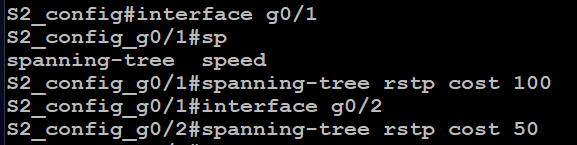 S2_config#interface g0/1
S2_config_g0/1#sp
spanning-tree  speed
S2_config_g0/1#spanning-tree rstp cost 100
S2_config_g0/1#interface g0/2
S2_config_g0/2#spanning-tree rstp cost 50